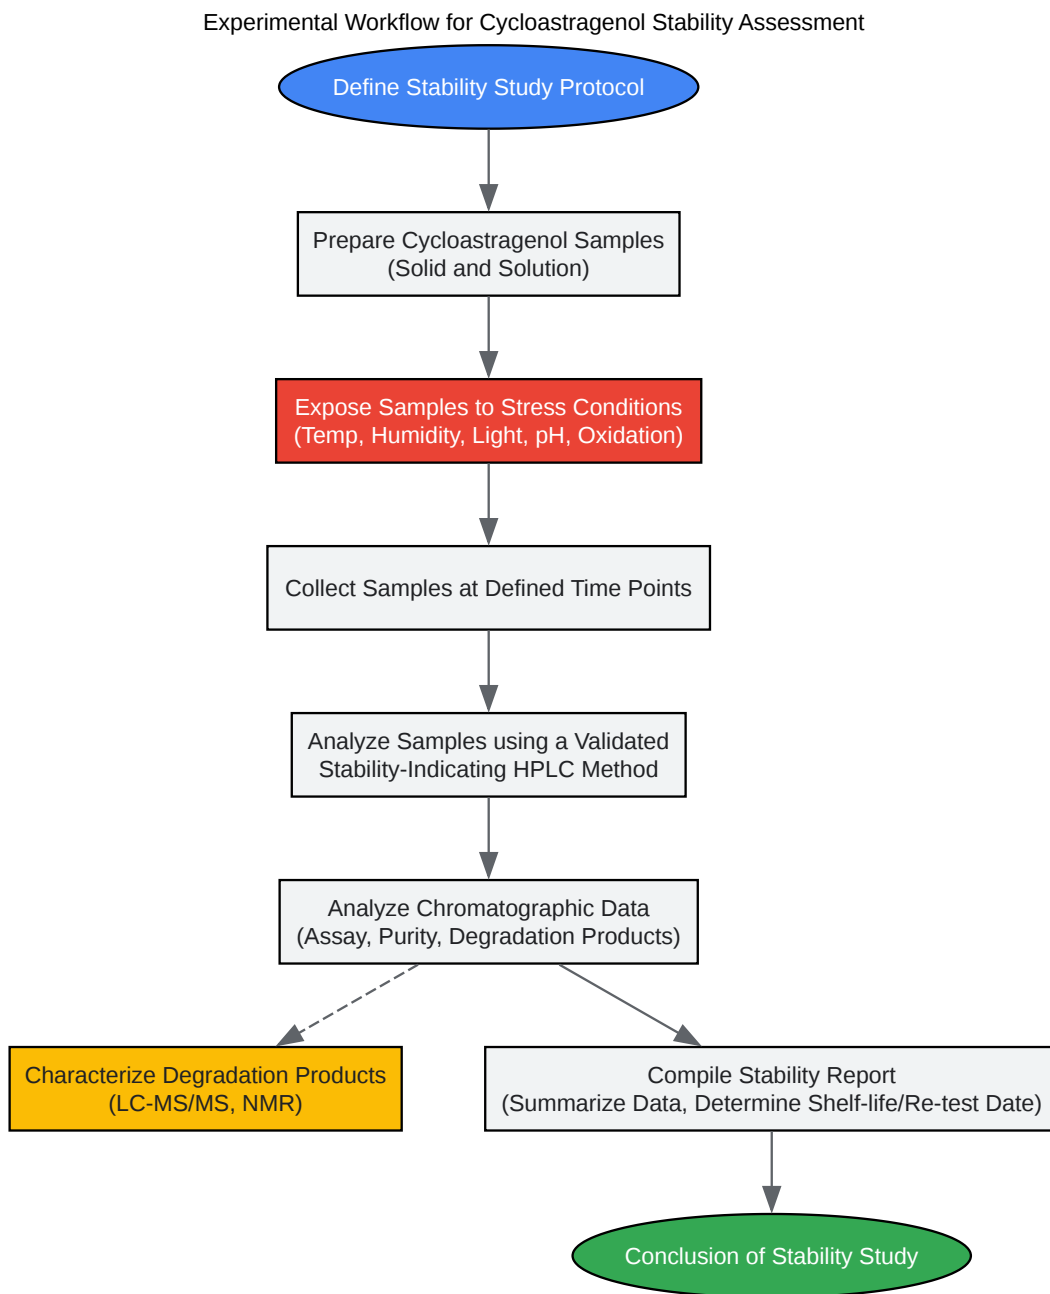 Experimental Workflow for Cycloastragenol Stability Assessment
Define Stability Study Protocol
Prepare Cycloastragenol Samples
(Solid and Solution)
Expose Samples to Stress Conditions
(Temp, Humidity, Light, pH, Oxidation)
Collect Samples at Defined Time Points
Analyze Samples using a Validated
Stability-Indicating HPLC Method
Analyze Chromatographic Data
(Assay, Purity, Degradation Products)
Characterize Degradation Products
(LC-MS/MS, NMR)
Compile Stability Report
(Summarize Data, Determine Shelf-life/Re-test Date)
Conclusion of Stability Study